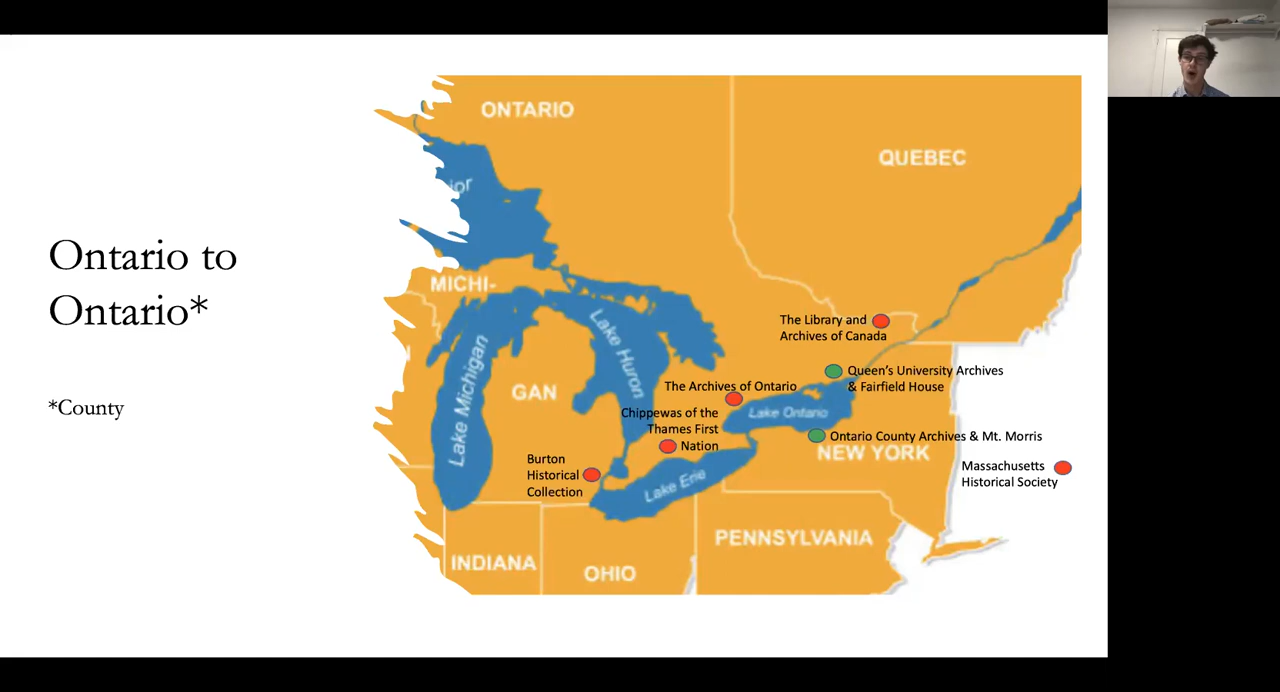 Ontario to
Ontario*
*County
ONTARIO
QUEBEC
MICHI-
GAN
Lake Michigan
Lake Huron
The Library and
Archives of Canada
Queen's University Archives
& Fairfield House
The Archives of Ontario
Lake Ontario
Chippewas of the
Thames First
Nation
Ontario County Archives & Mt. Morris
NEW YORK
Burton
Historical
Collection
Lake Erie
Massachusetts
Historical Society
PENNSYLVANIA
INDIANA
OHIO